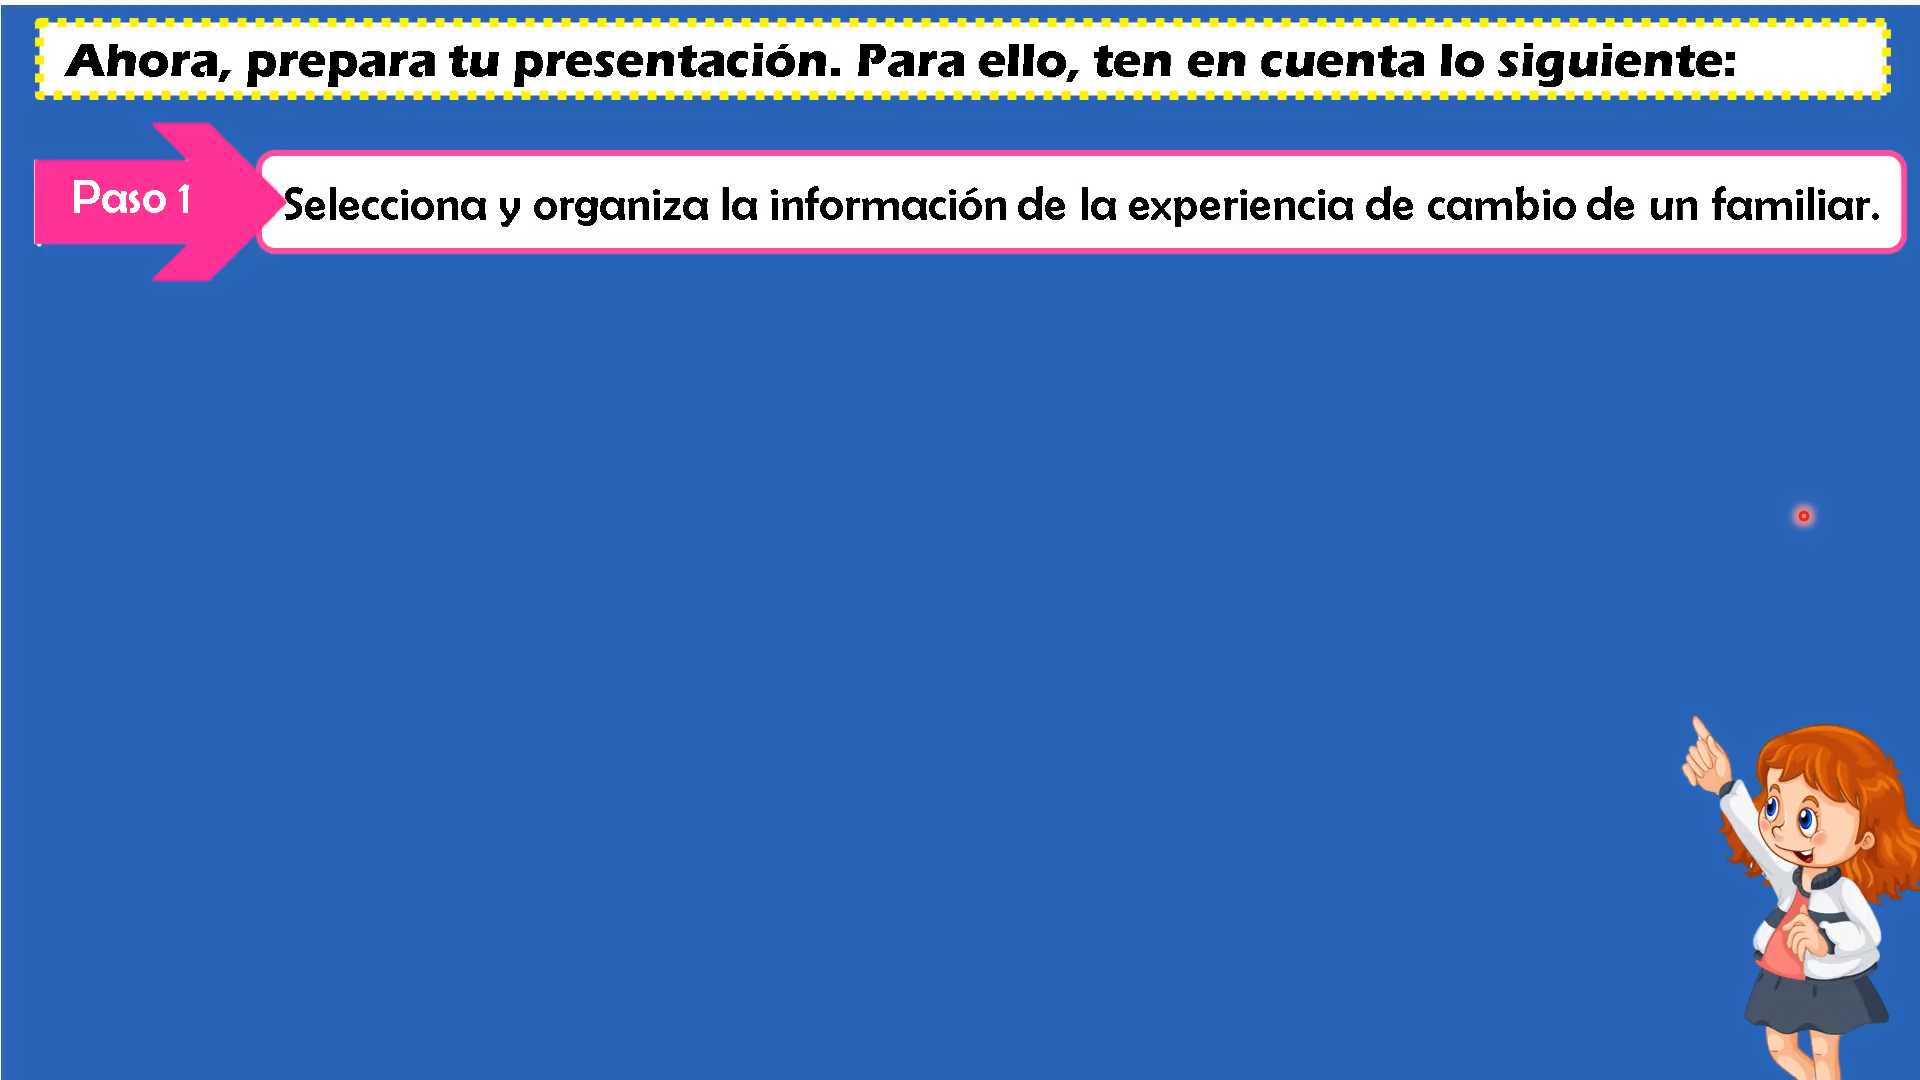 Ahora, prepara tu presentación. Para ello, ten en cuenta lo siguiente:
Paso 1
Selecciona y organiza la información de la experiencia de cambio de un familiar.